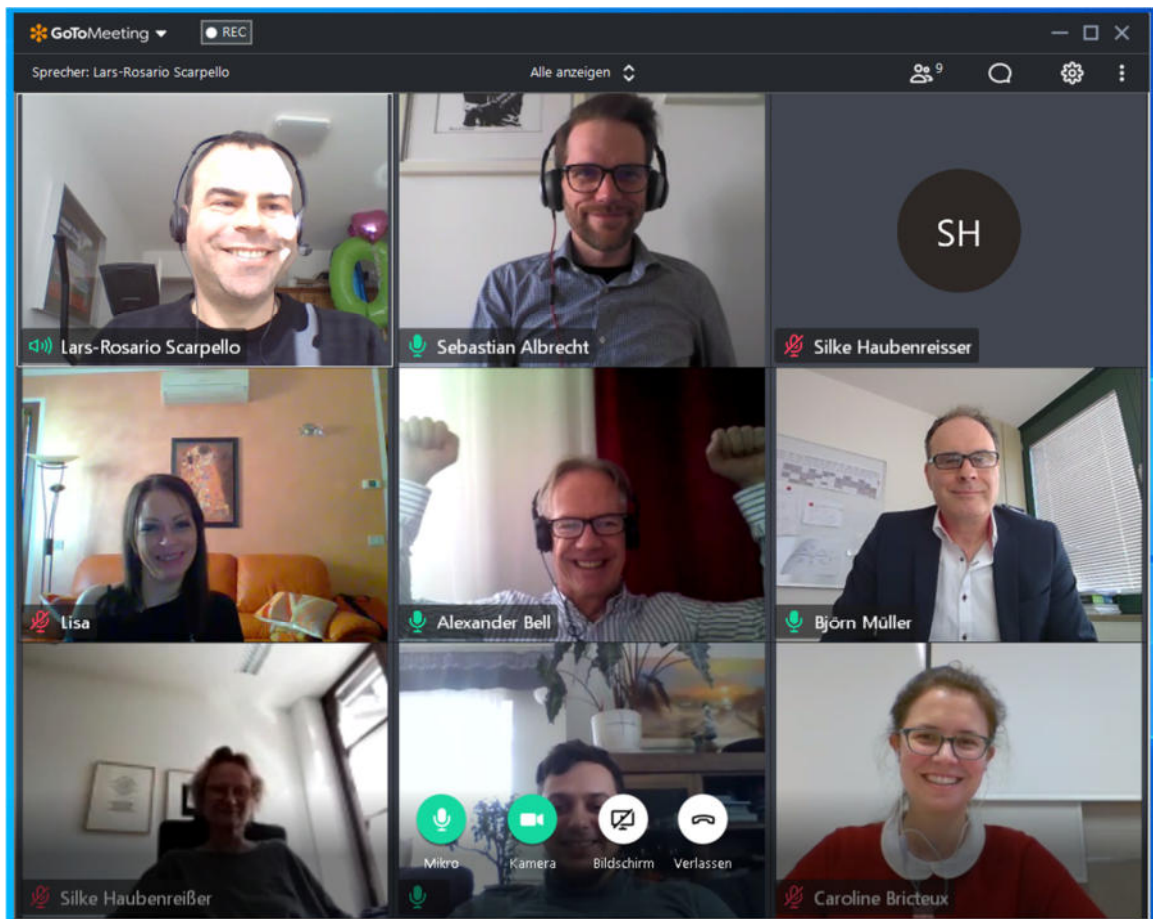 GoToMeeting
REC
Sprecher: Lars-Rosario Scarpello
Alle anzeigen
9
SH
Lars-Rosario Scarpello
Sebastian Albrecht
Silke Haubenreisser
Lisa
Alexander Bell
Björn Müller
Mikro
Kamera
Bildschirm
Verlassen
Silke Haubenreißer
Caroline Bricteux